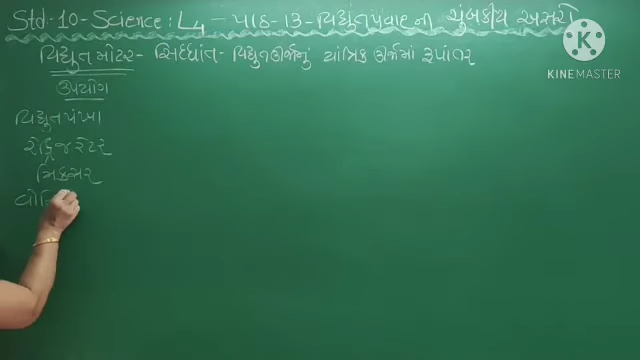 Std-10-Science: L4 - પાઠ-13-વિદ્યુતપ્રવાહની ચુંબકીય અસરો
વિદ્યુત મોટર - સિદ્ધાંત - વિદ્યુતઊર્જાનું યાંત્રિક ઊર્જામાં રૂપાંતર
ઉપયોગ
વિદ્યુતપંખા
રેફ્રિજરેટર
મિક્સર
વોશિ
KINEMASTER